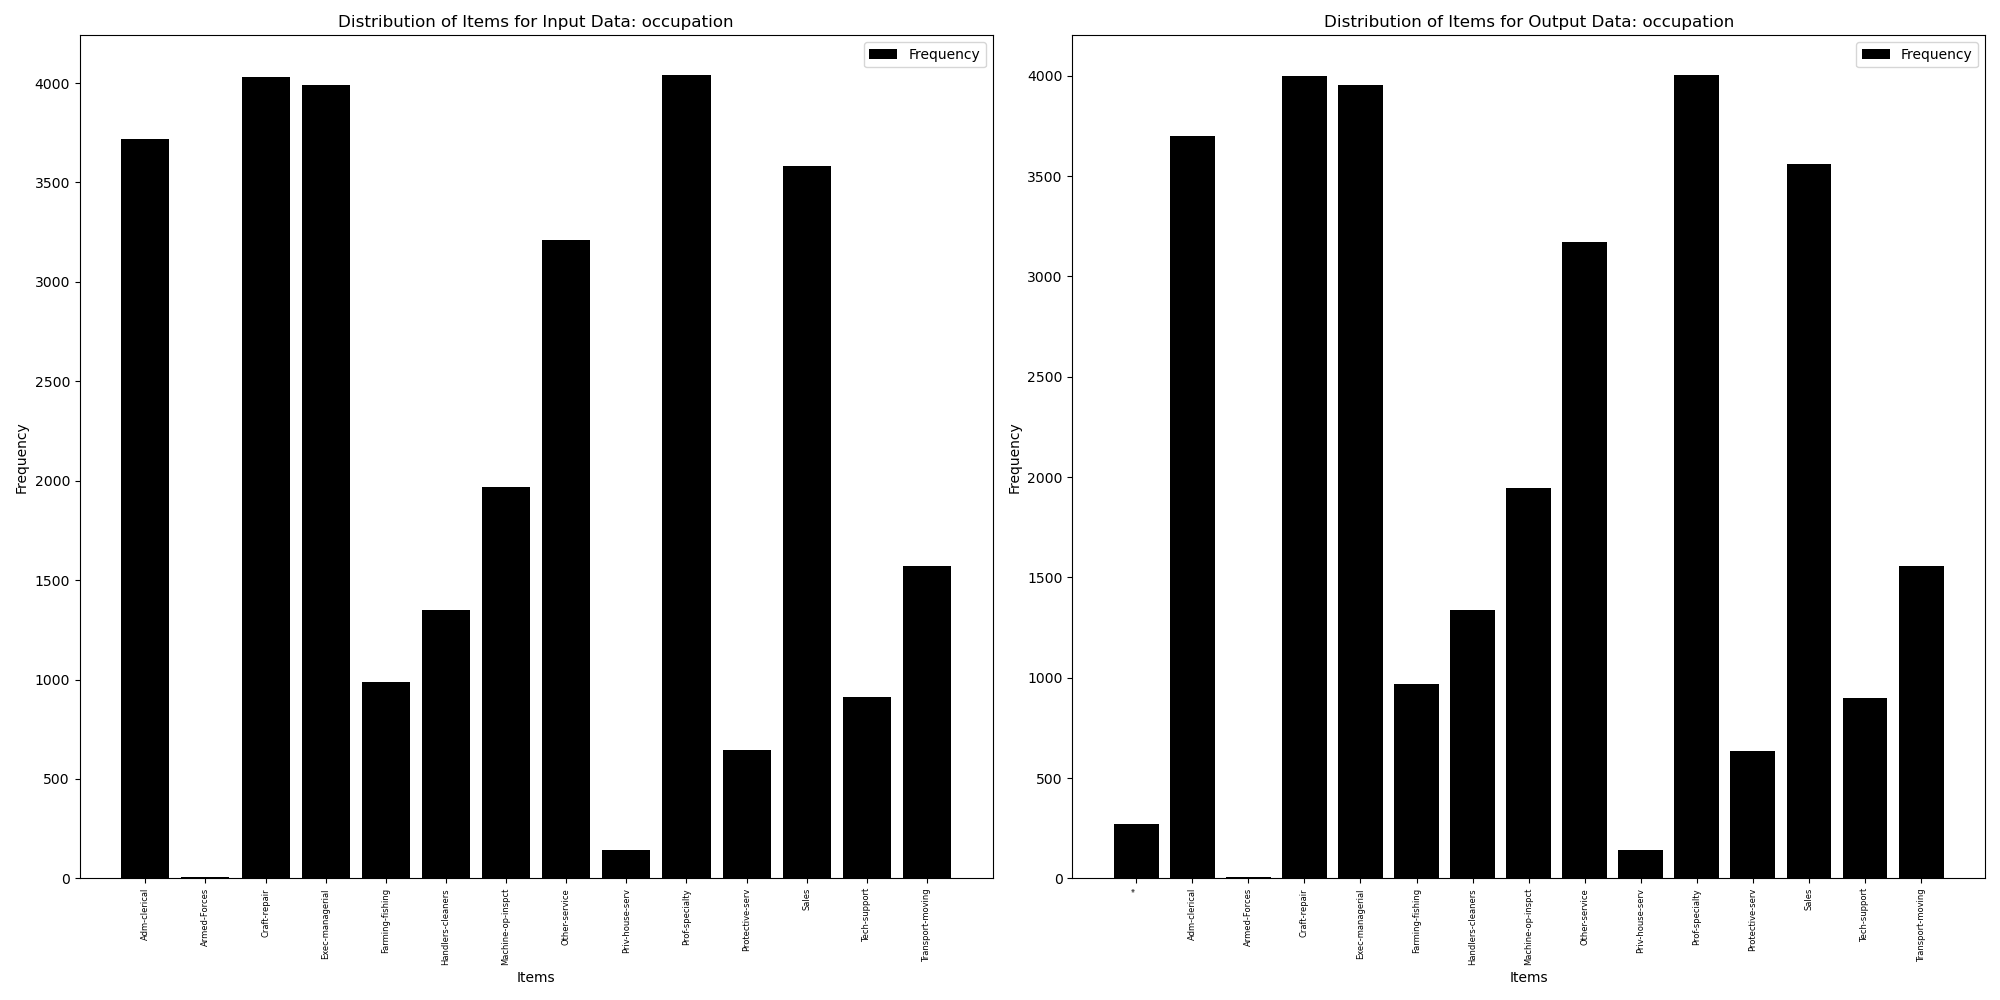 Distribution of Items for Input Data: occupation
Frequency
4000
3500
3000
2500
2000
1500
1000
500
0
Frequency
Adm-clerical
Armed-Forces
Craft-repair
Exec-managerial
Farming-fishing
Handlers-cleaners
Machine-op-inspct
Other-service
Priv-house-serv
Prof-specialty
Protective-serv
Sales
Tech-support
Transport-moving
Items
Distribution of Items for Output Data: occupation
Frequency
4000
3500
3000
2500
2000
1500
1000
500
0
Frequency
*
Adm-clerical
Armed-Forces
Craft-repair
Exec-managerial
Farming-fishing
Handlers-cleaners
Machine-op-inspct
Other-service
Priv-house-serv
Prof-specialty
Protective-serv
Sales
Tech-support
Transport-moving
Items